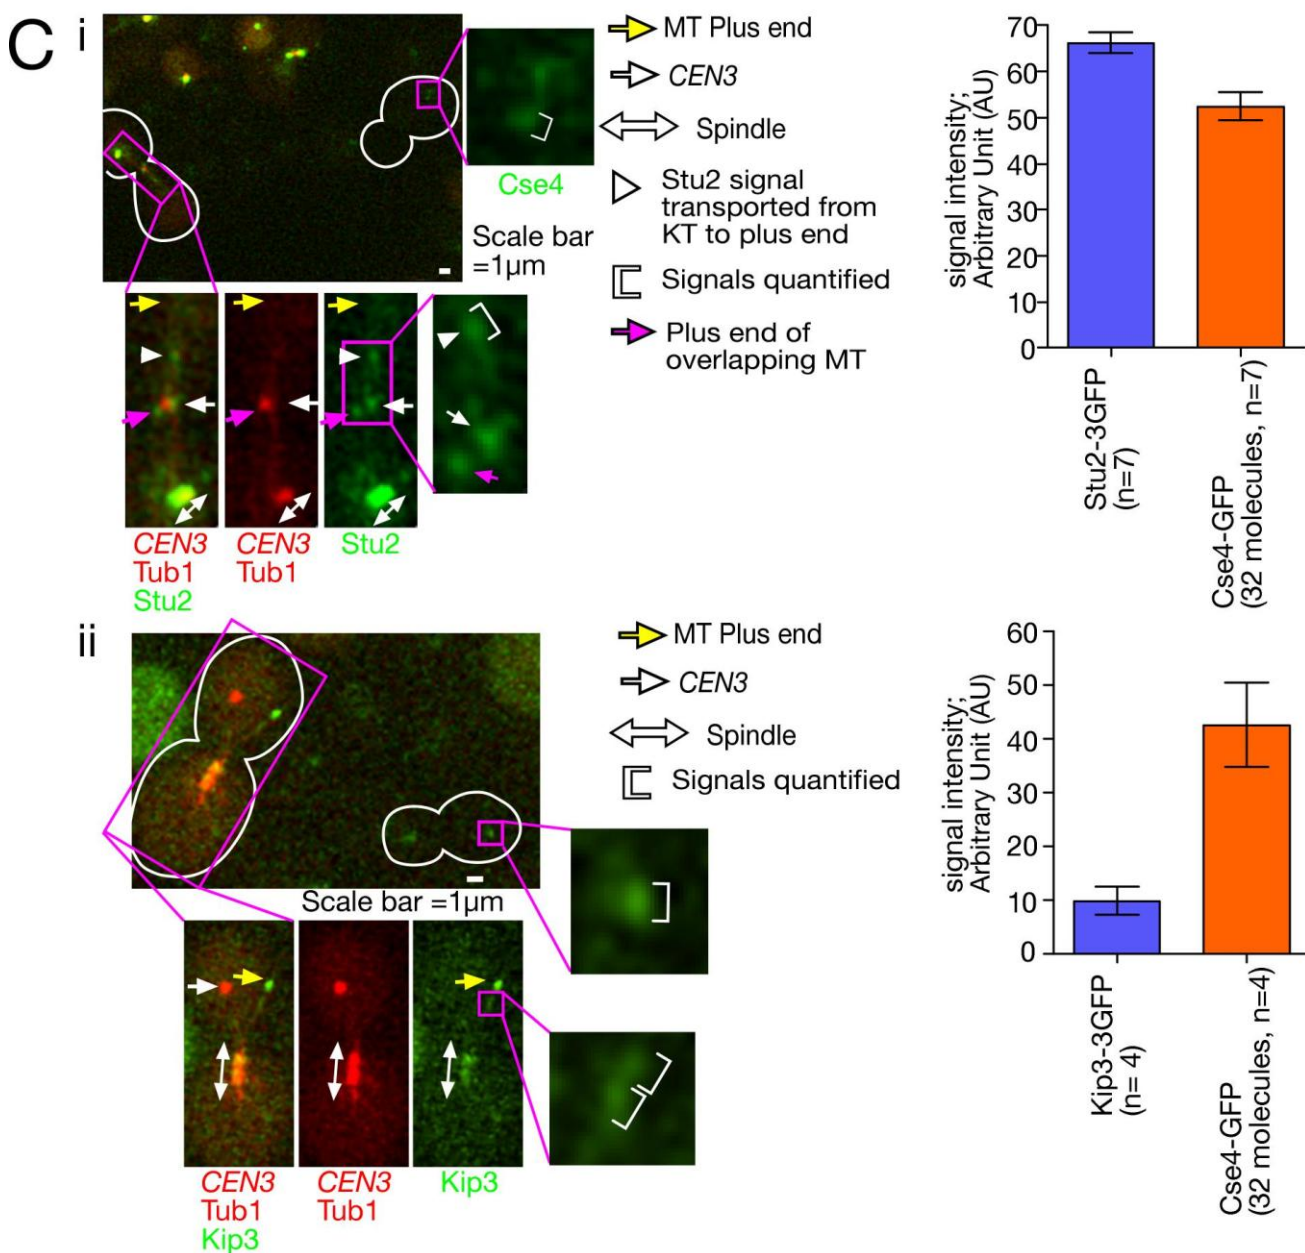 C
i
MT Plus end
CEN3
Spindle
Stu2 signal
transported from
KT to plus end
Signals quantified
Plus end of
overlapping MT
Cse4
Scale bar
=1µm
CEN3
Tub1
Stu2
CEN3
Tub1
Stu2
signal intensity;
Arbitrary Unit (AU)
70
60
50
40
30
20
10
0
Stu2-3GFP
(n=7)
Cse4-GFP
(32 molecules, n=7)
ii
MT Plus end
CEN3
Spindle
Signals quantified
Scale bar =1µm
CEN3
Tub1
Kip3
CEN3
Tub1
Kip3
signal intensity;
Arbitrary Unit (AU)
60
50
40
30
20
10
0
Kip3-3GFP
(n= 4)
Cse4-GFP
(32 molecules, n=4)